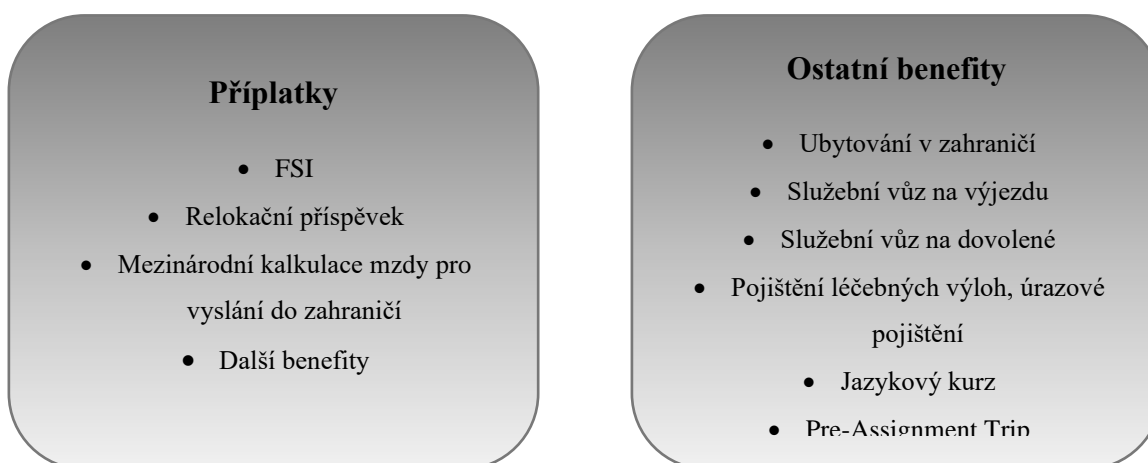 Příplatky
• FSI
• Relokační příspěvek
• Mezinárodní kalkulace mzdy pro
vyslání do zahraničí
• Další benefity
Ostatní benefity
• Ubytování v zahraničí
• Služební vůz na výjezdu
• Služební vůz na dovolené
• Pojištění léčebných výloh, úrazové
pojištění
• Jazykový kurz
• Pre-Assignment Trip